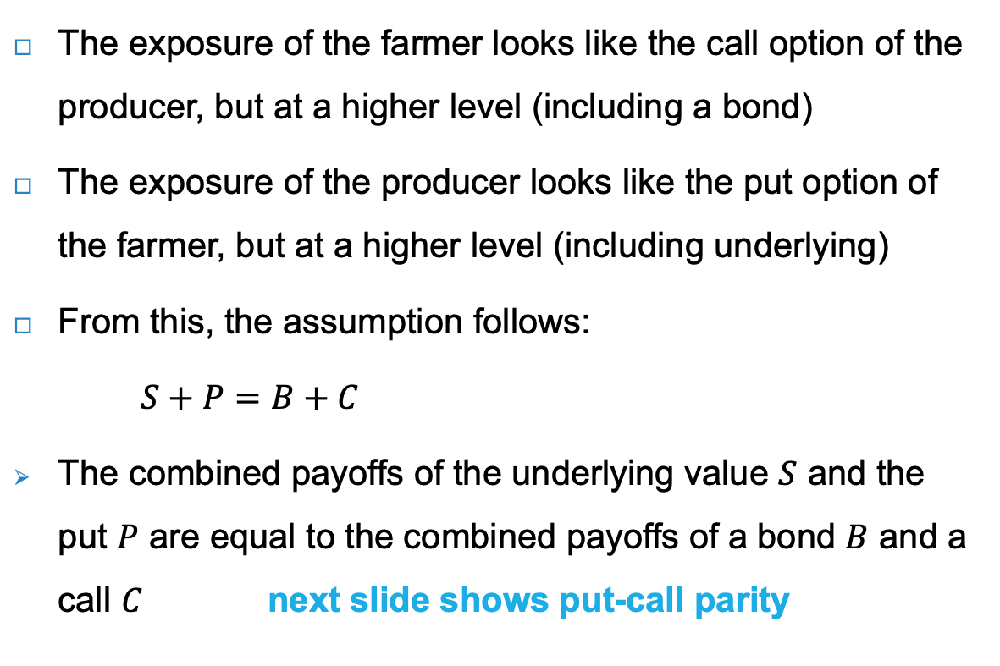 The exposure of the farmer looks like the call option of the
producer, but at a higher level (including a bond)
The exposure of the producer looks like the put option of
the farmer, but at a higher level (including underlying)
From this, the assumption follows:
S + P = B + C
The combined payoffs of the underlying value S and the
put P are equal to the combined payoffs of a bond B and a
call C next slide shows put-call parity